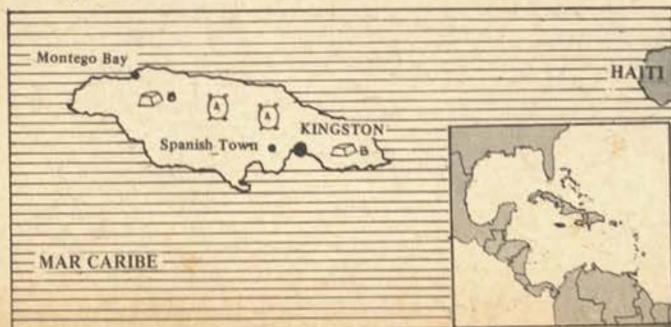 Montego Bay
HAITI
B
A
A
KINGSTON
Spanish Town
B
MAR CARIBE